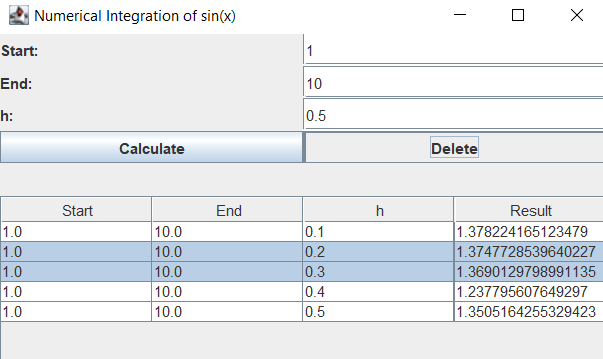 Numerical Integration of sin(x)
Start: 1
End: 10
h: 0.5
Calculate Delete
Start End h Result
1.0 10.0 0.1 1.378224165123479
1.0 10.0 0.2 1.3747728539640227
1.0 10.0 0.3 1.3690129798991135
1.0 10.0 0.4 1.237795607649297
1.0 10.0 0.5 1.3505164255329423